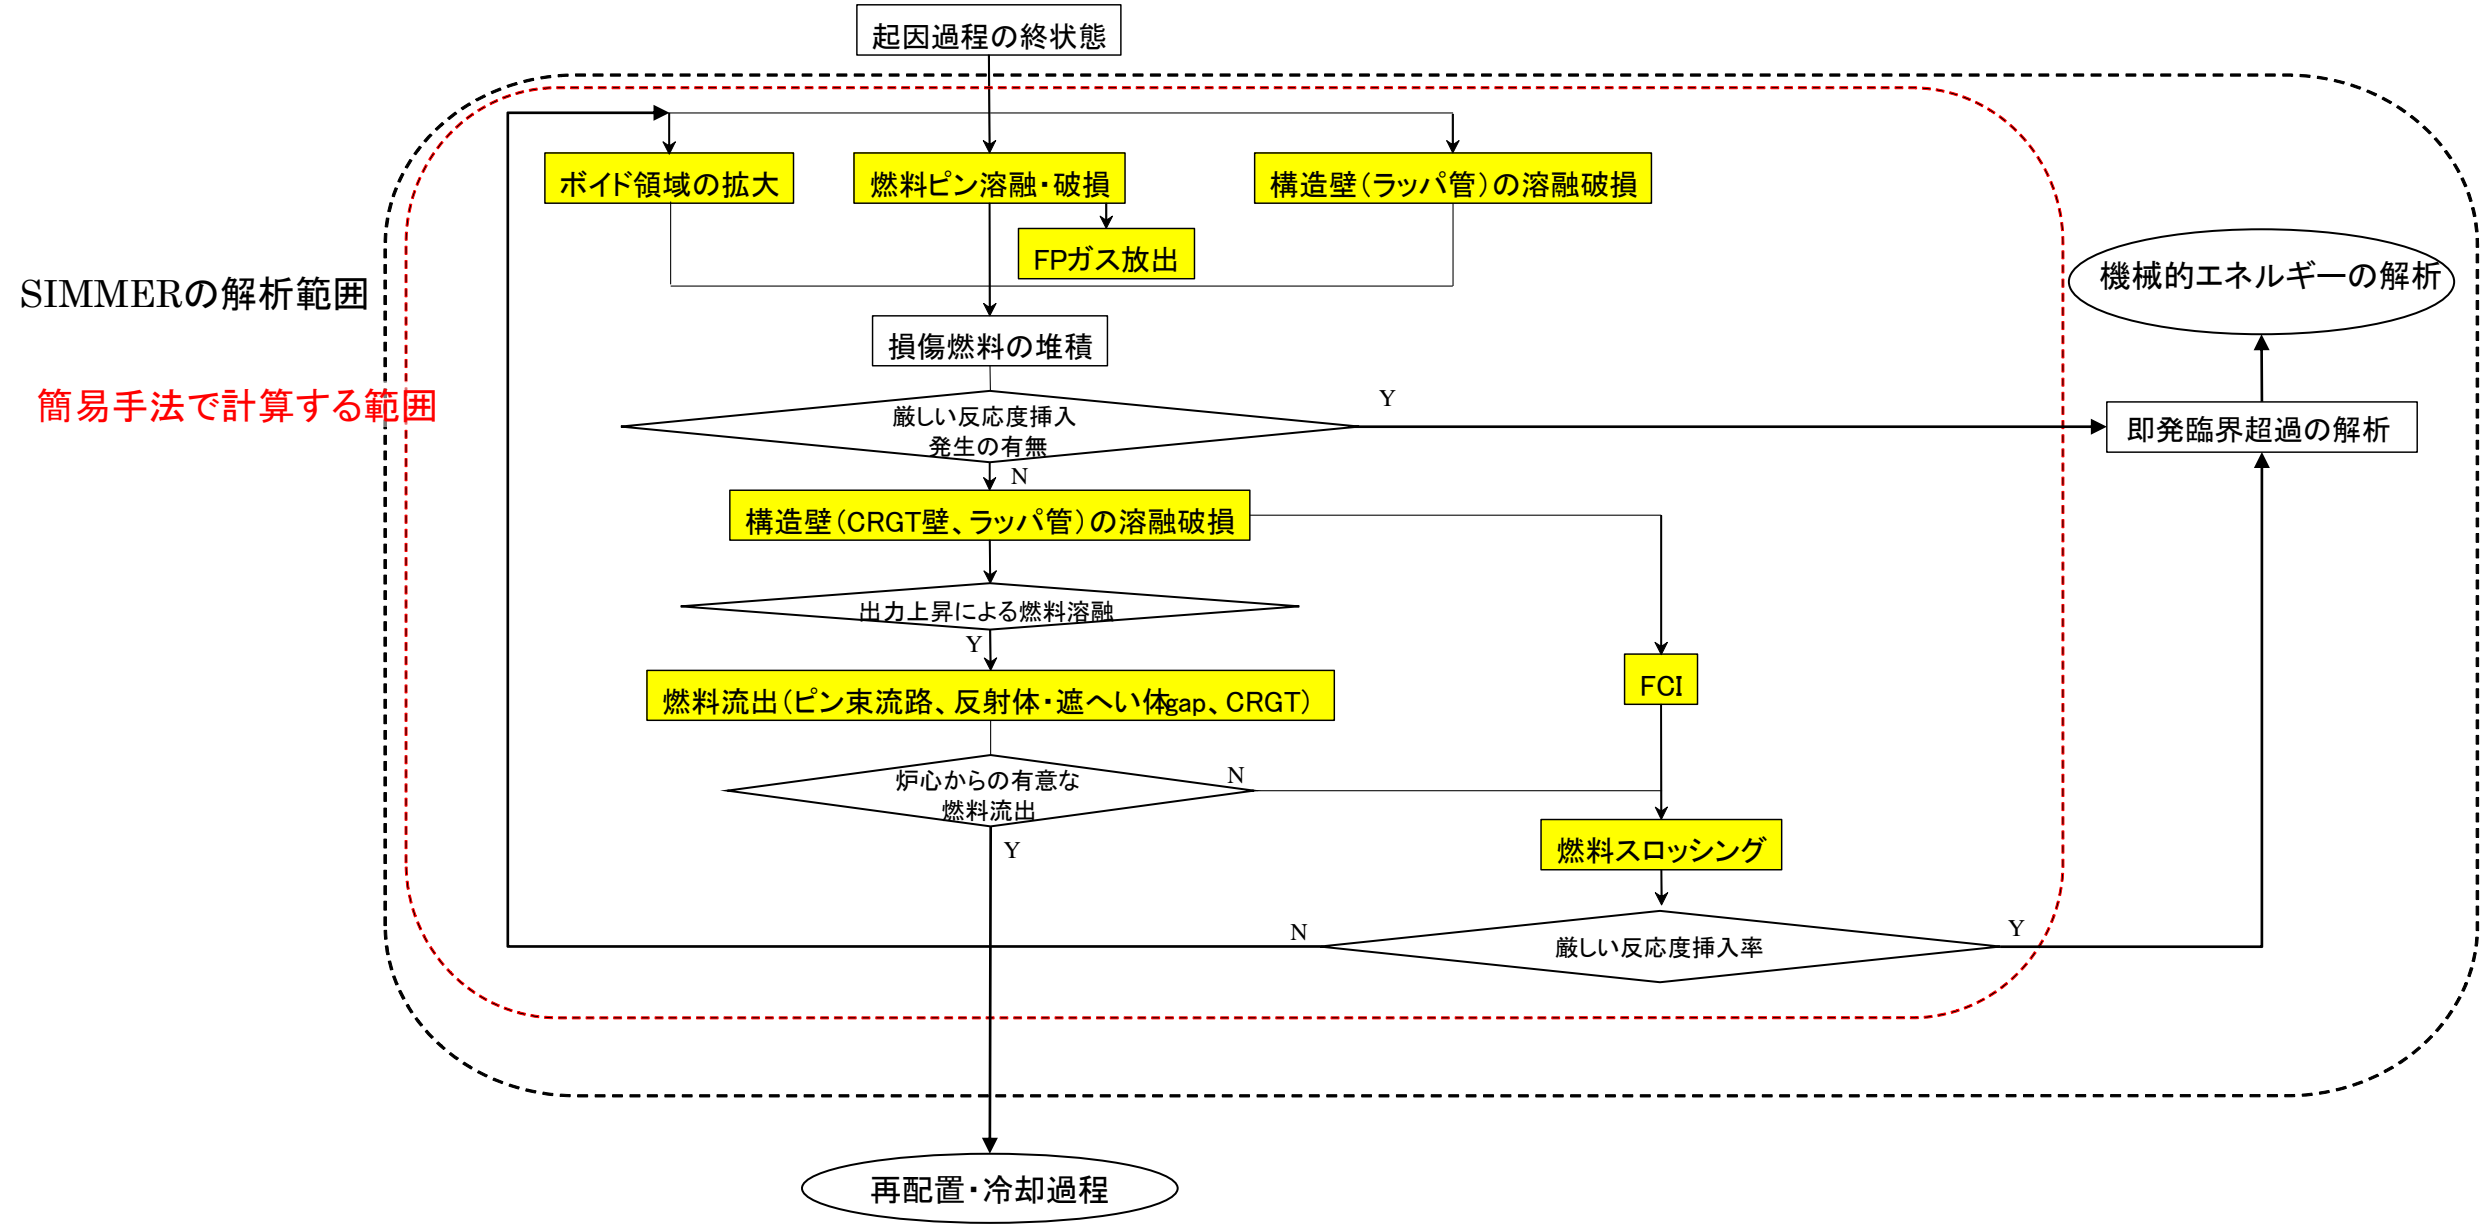 起因過程の終状態
ボイド領域の拡大
燃料ピン溶融・破損
構造壁（ラッパ管）の溶融破損
FPガス放出
SIMMERの解析範囲
機械的エネルギーの解析
損傷燃料の堆積
簡易手法で計算する範囲
厳しい反応度挿入
発生の有無
Y
即発臨界超過の解析
N
構造壁（CRGT壁、ラッパ管）の溶融破損
出力上昇による燃料溶融
Y
燃料流出（ピン束流路、反射体・遮へい体gap、CRGT）
FCI
炉心からの有意な
燃料流出
N
Y
燃料スロッシング
N
厳しい反応度挿入率
Y
再配置・冷却過程